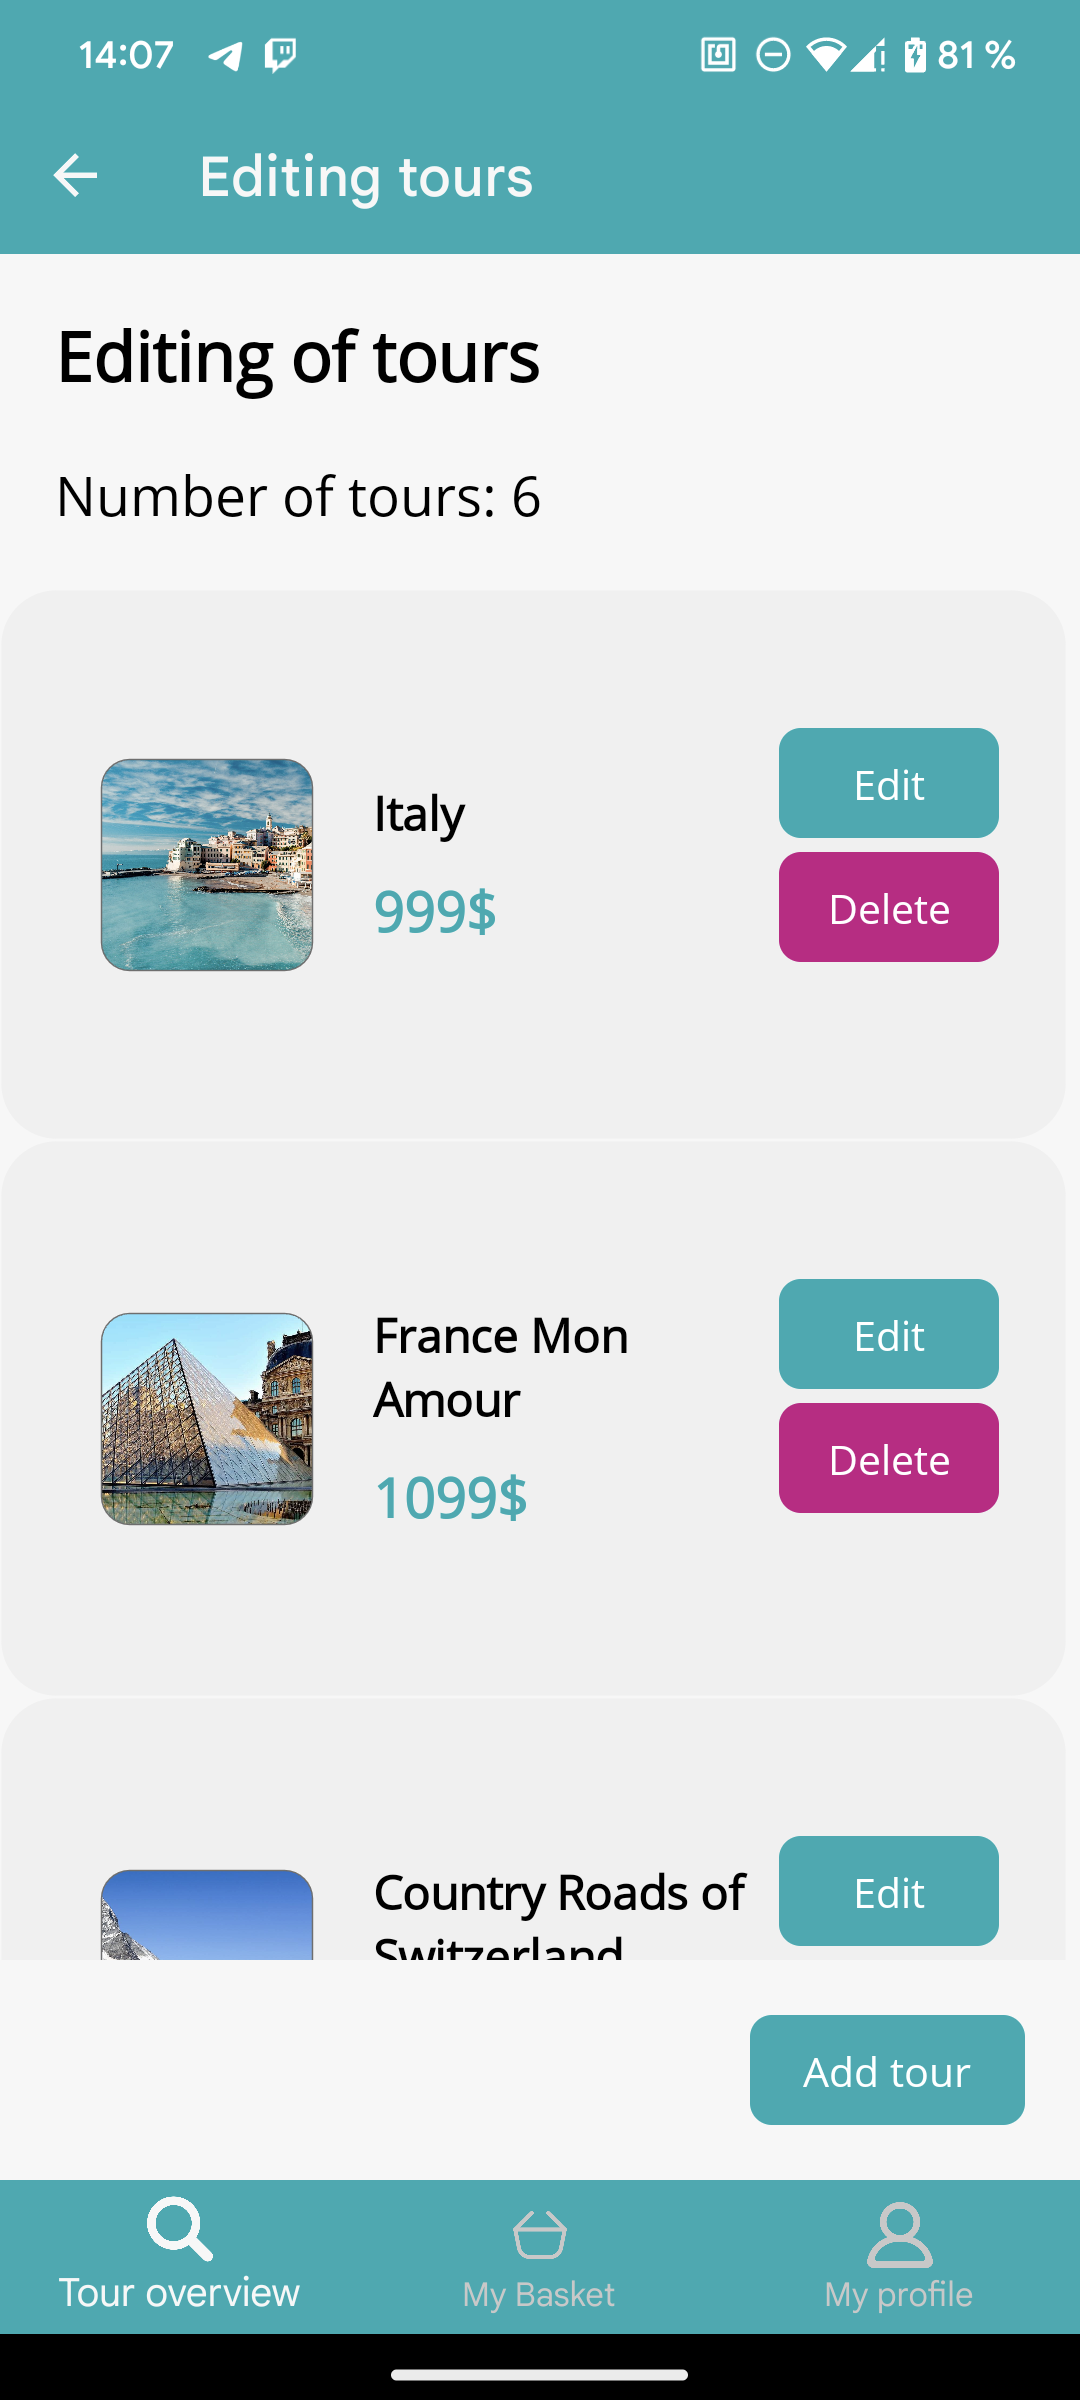 14:07 81 %
Editing tours
Editing of tours
Number of tours: 6
Italy
999$
Edit
Delete
France Mon
Amour
1099$
Edit
Delete
Country Roads of
Switzerland
Edit
Add tour
Tour overview
My Basket
My profile